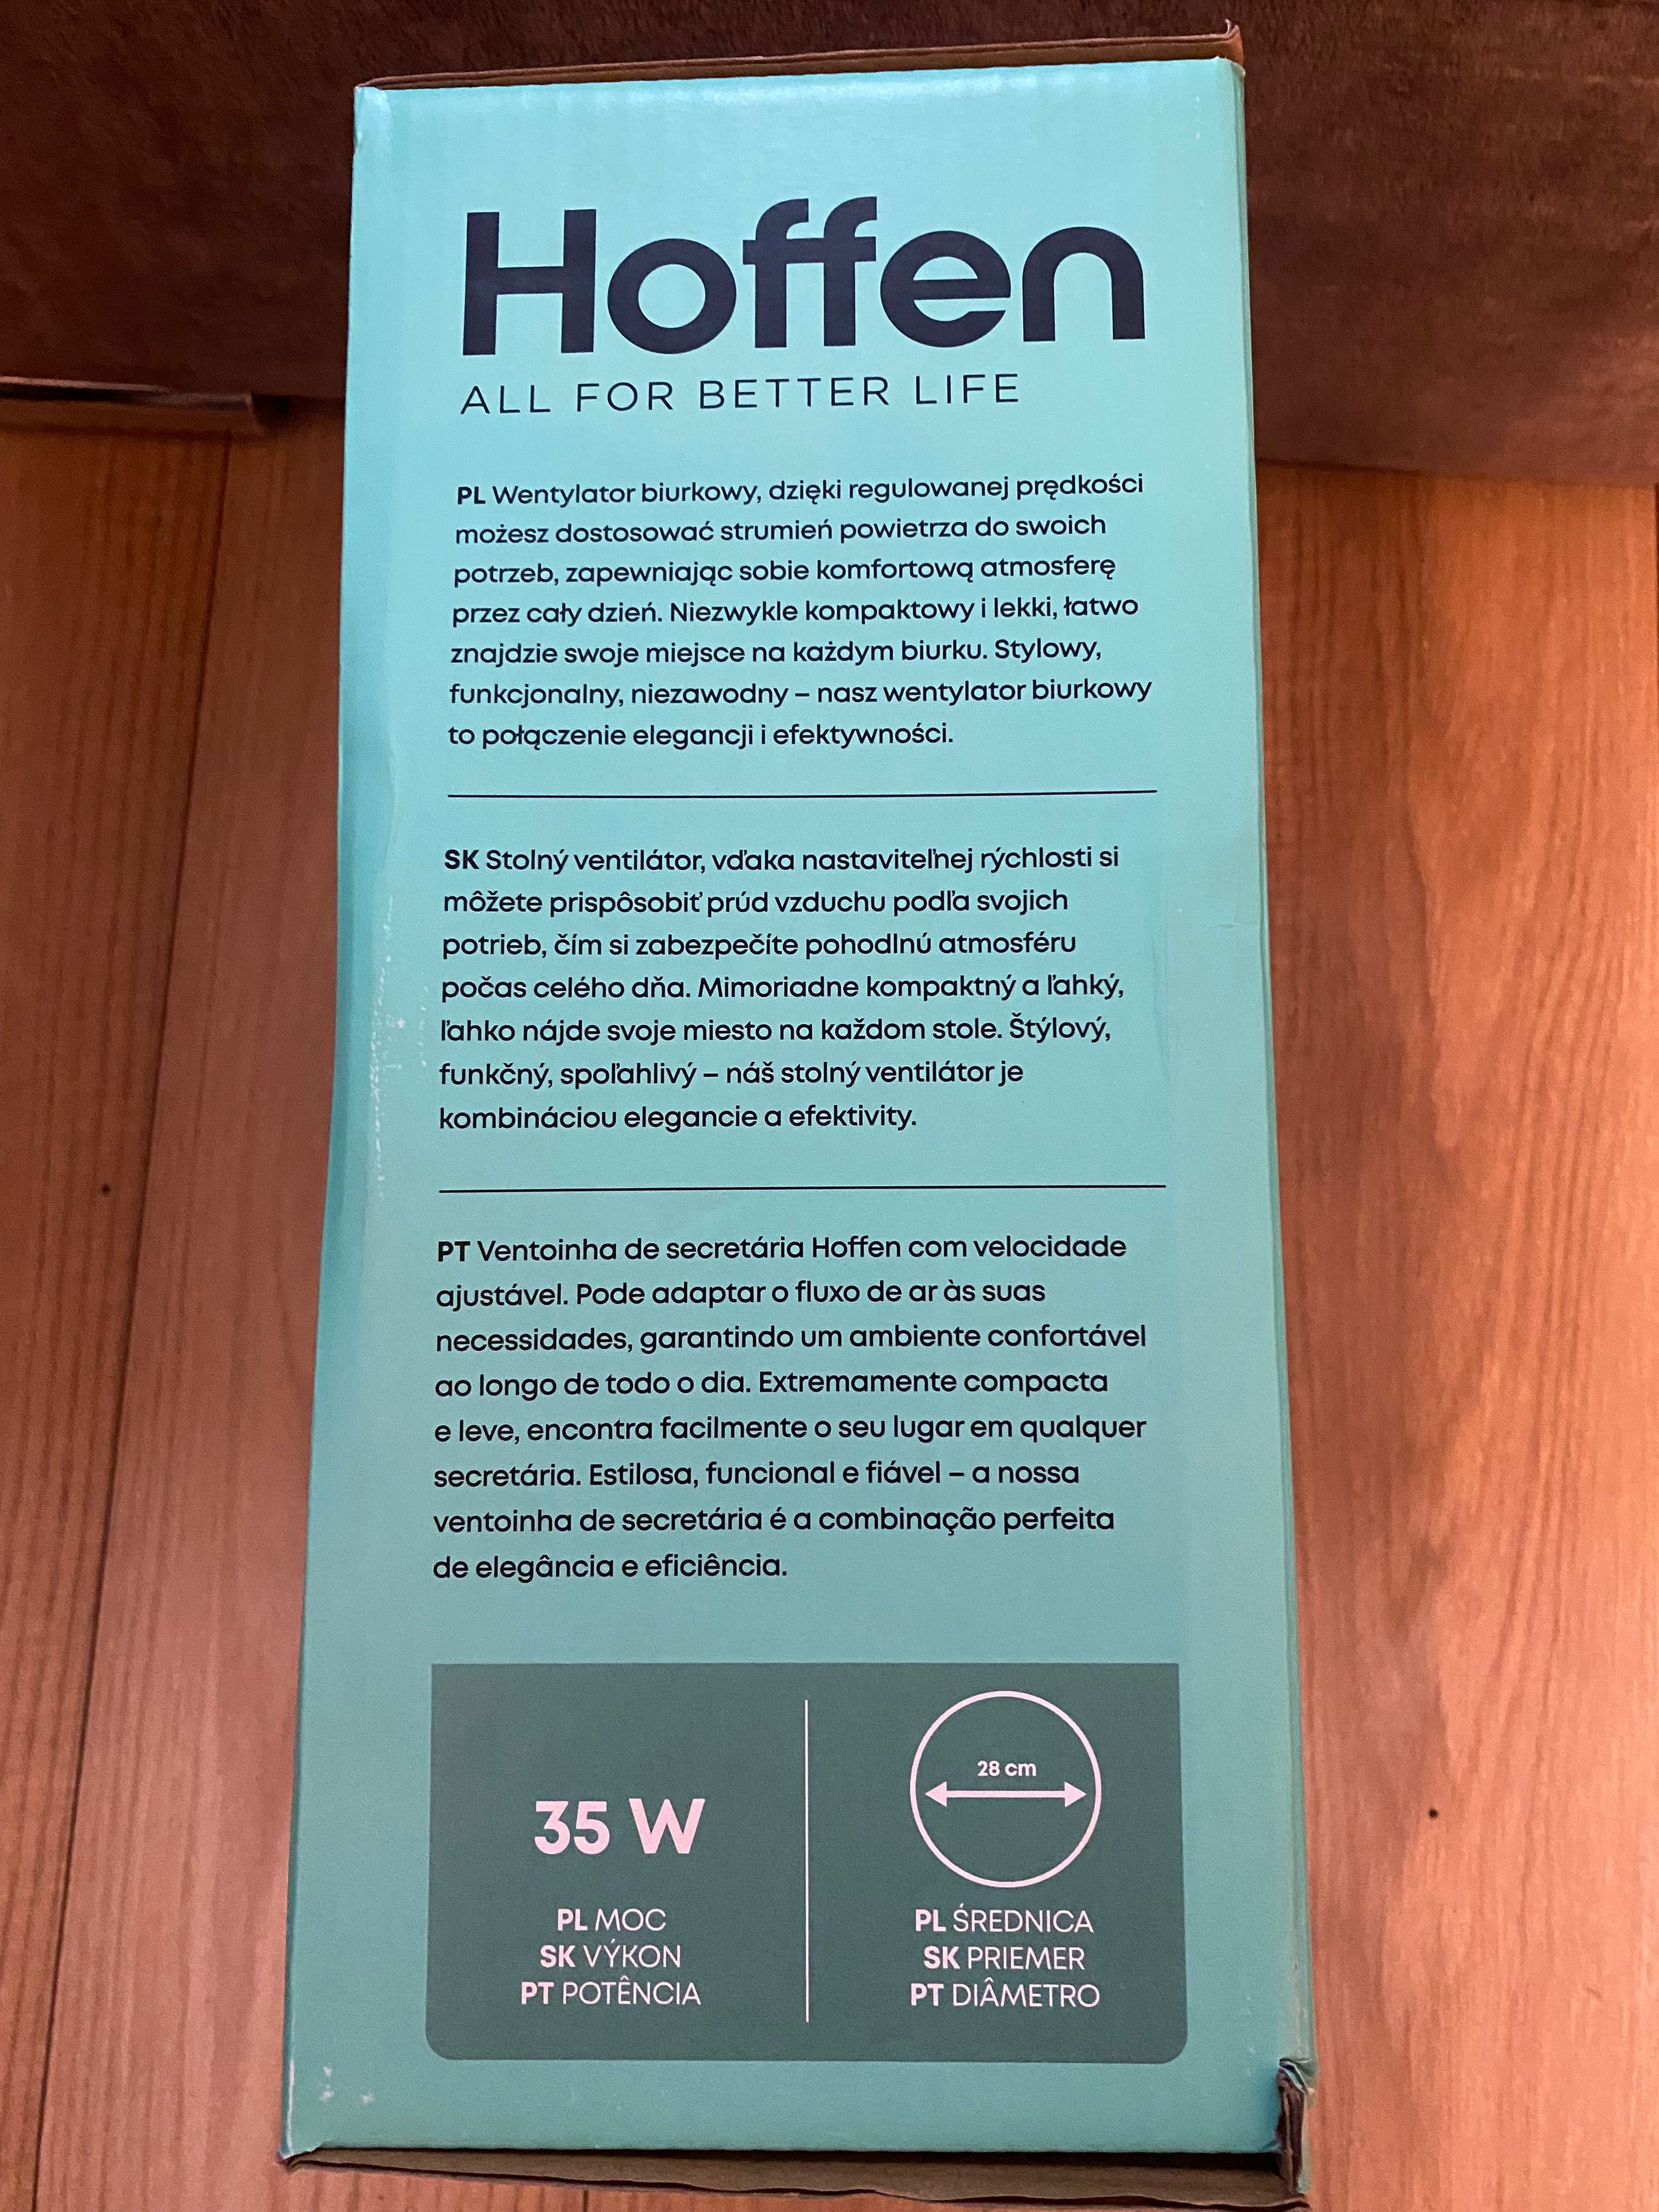 Hoffen
ALL FOR BETTER LIFE
PL Wentylator biurkowy, dzięki regulowanej prędkości
możesz dostosować strumień powietrza do swoich
potrzeb, zapewniając sobie komfortową atmosferę
przez cały dzień. Niezwykle kompaktowy i lekki, łatwo
znajdzie swoje miejsce na każdym biurku. Stylowy,
funkcjonalny, niezawodny – nasz wentylator biurkowy
to połączenie elegancji i efektywności.
SK Stolný ventilátor, vďaka nastaviteľnej rýchlosti si
môžete prispôsobiť prúd vzduchu podľa svojich
potrieb, čím si zabezpečíte pohodlnú atmosféru
počas celého dňa. Mimoriadne kompaktný a ľahký,
ľahko nájde svoje miesto na každom stole. Štýlový,
funkčný, spoľahlivý – náš stolný ventilátor je
kombináciou elegancie a efektivity.
PT Ventoinha de secretária Hoffen com velocidade
ajustável. Pode adaptar o fluxo de ar às suas
necessidades, garantindo um ambiente confortável
ao longo de todo o dia. Extremamente compacta
e leve, encontra facilmente o seu lugar em qualquer
secretária. Estilosa, funcional e fiável – a nossa
ventoinha de secretária é a combinação perfeita
de elegância e eficiência.
35 W
PL MOC
SK VÝKON
PT POTÊNCIA
28 cm
PL ŚREDNICA
SK PRIEMER
PT DIÂMETRO